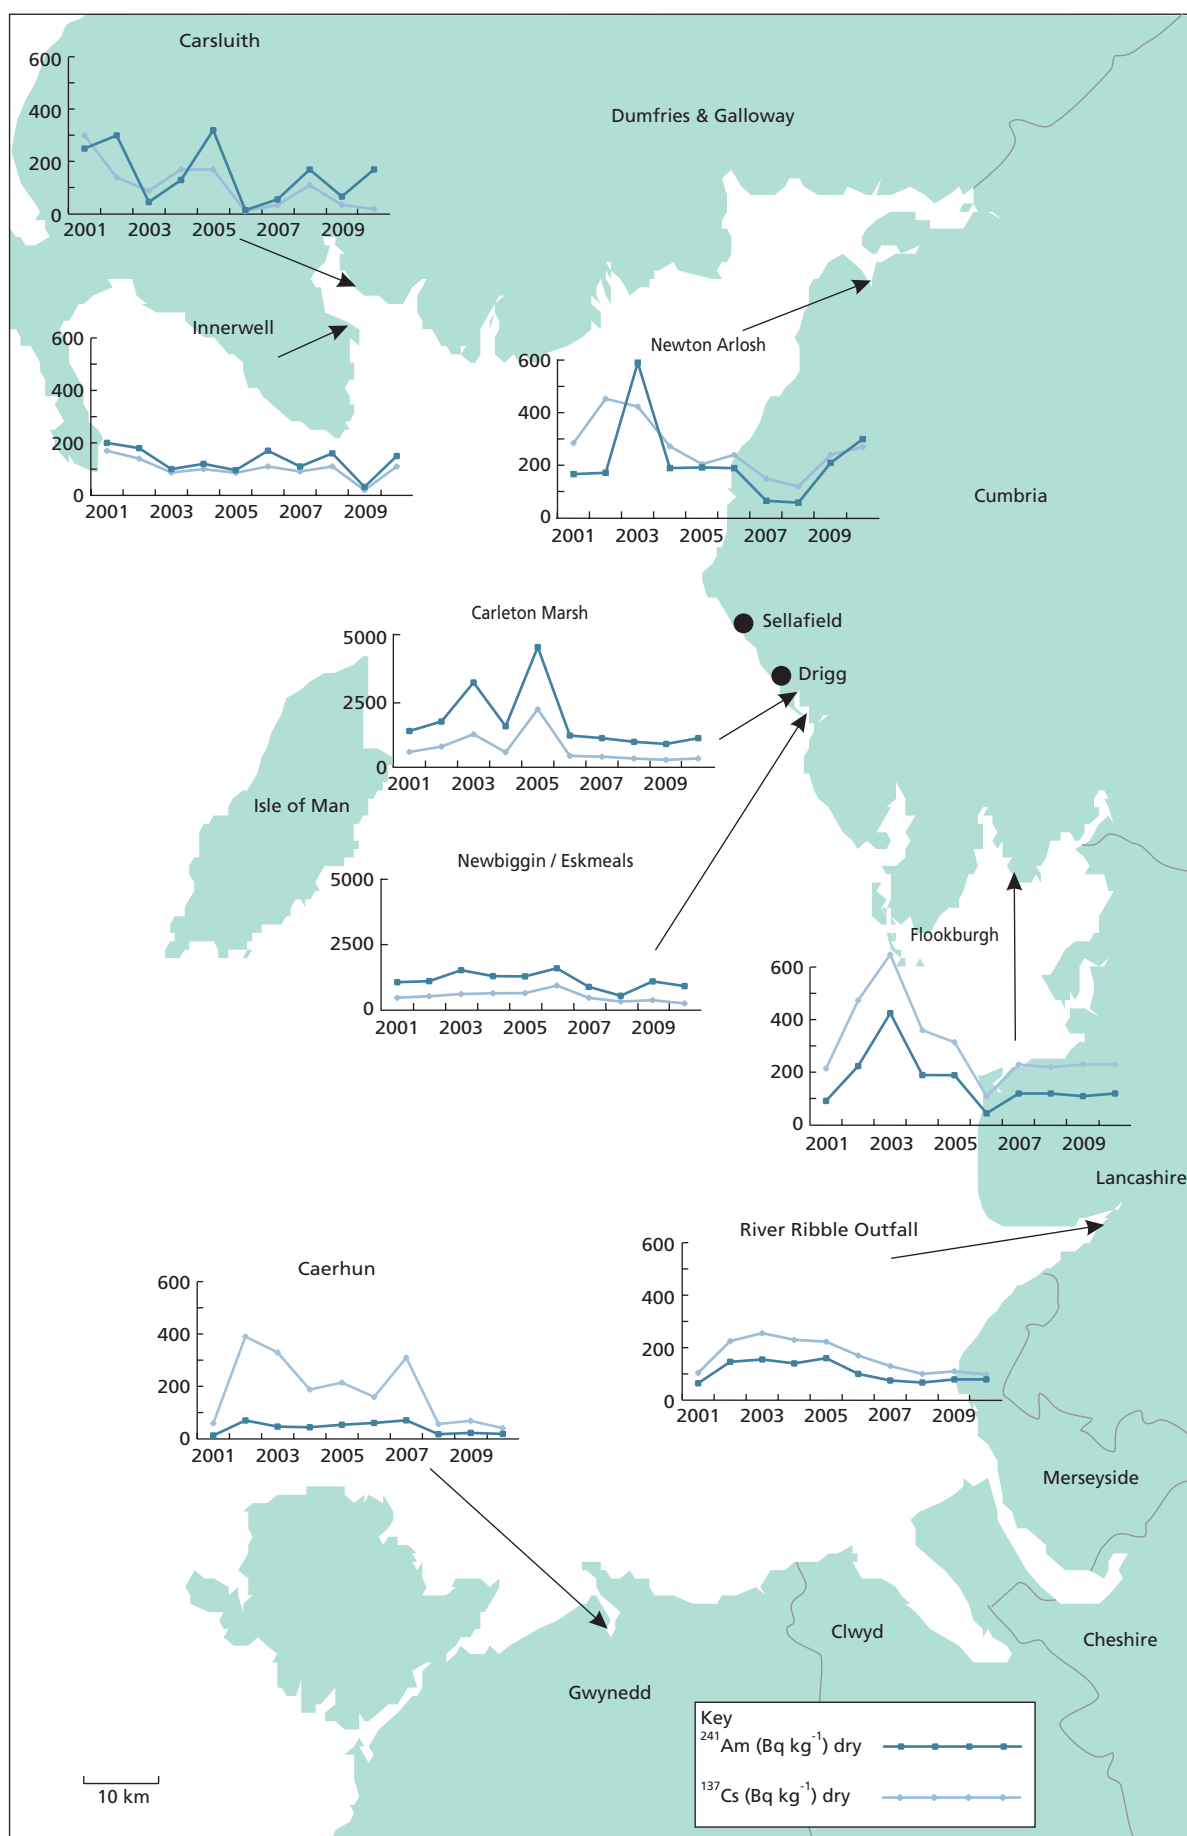 Carsluith
600
400
200
0
2001 2003 2005 2007 2009
Dumfries & Galloway
Innerwell
600
400
200
0
2001 2003 2005 2007 2009
Newton Arlosh
600
400
200
0
2001 2003 2005 2007 2009
Cumbria
Sellafield
Drigg
Carleton Marsh
5000
2500
0
2001 2003 2005 2007 2009
Isle of Man
Newbiggin / Eskmeals
5000
2500
0
2001 2003 2005 2007 2009
Flookburgh
600
400
200
0
2001 2003 2005 2007 2009
Lancashire
River Ribble Outfall
600
400
200
0
2001 2003 2005 2007 2009
Caerhun
600
400
200
0
2001 2003 2005 2007 2009
Merseyside
Clwyd
Cheshire
Gwynedd
Key
²⁴¹Am (Bq kg⁻¹) dry
¹³⁷Cs (Bq kg⁻¹) dry
10 km